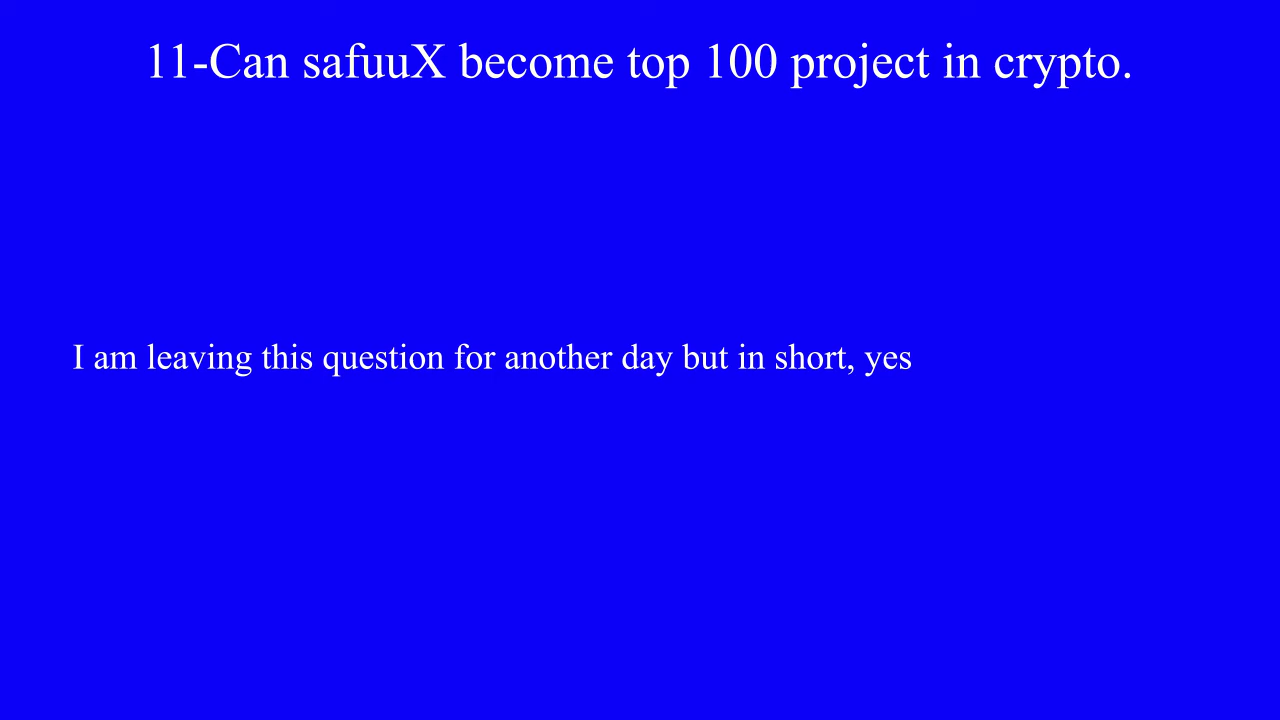 11-Can safuuX become top 100 project in crypto.
I am leaving this question for another day but in short, yes